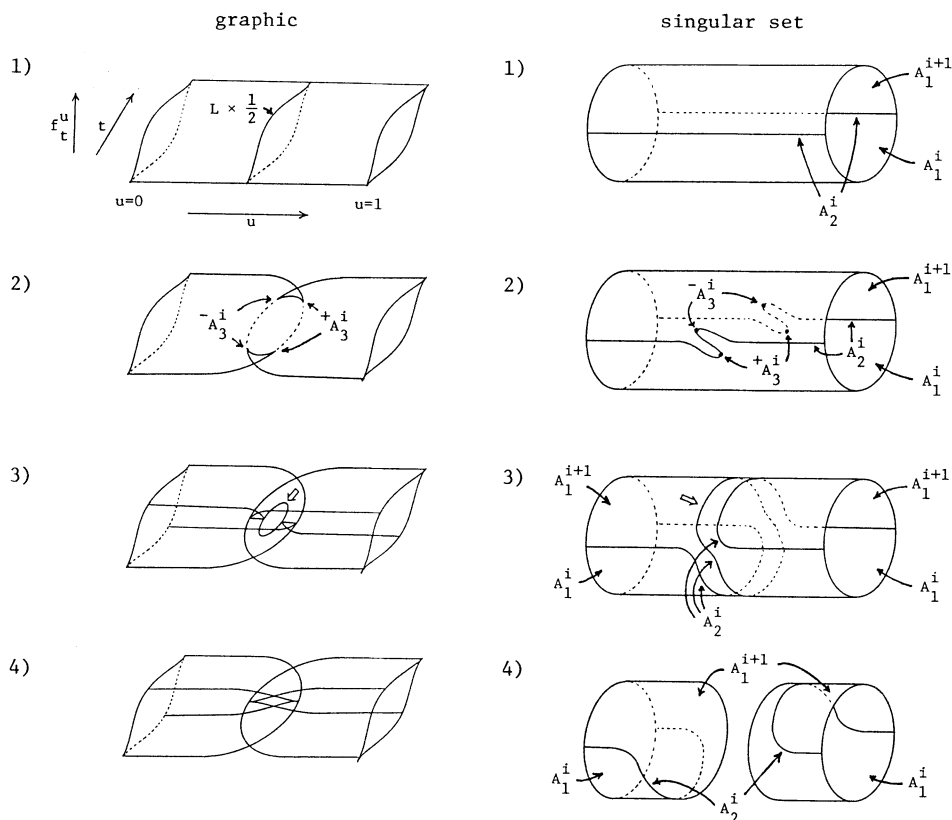 graphic
singular set
1)
f_t^u
t
L × 1/2
u=0
u
u=1
1)
A_1^{i+1}
A_1^i
A_2^i
2)
^-A_3^i
^+A_3^i
2)
^-A_3^i
^+A_3^i
A_1^{i+1}
A_2^i
A_1^i
3)
3)
A_1^{i+1}
A_1^i
A_2^i
A_1^{i+1}
A_1^i
4)
4)
A_1^{i+1}
A_1^i
A_2^i
A_1^i